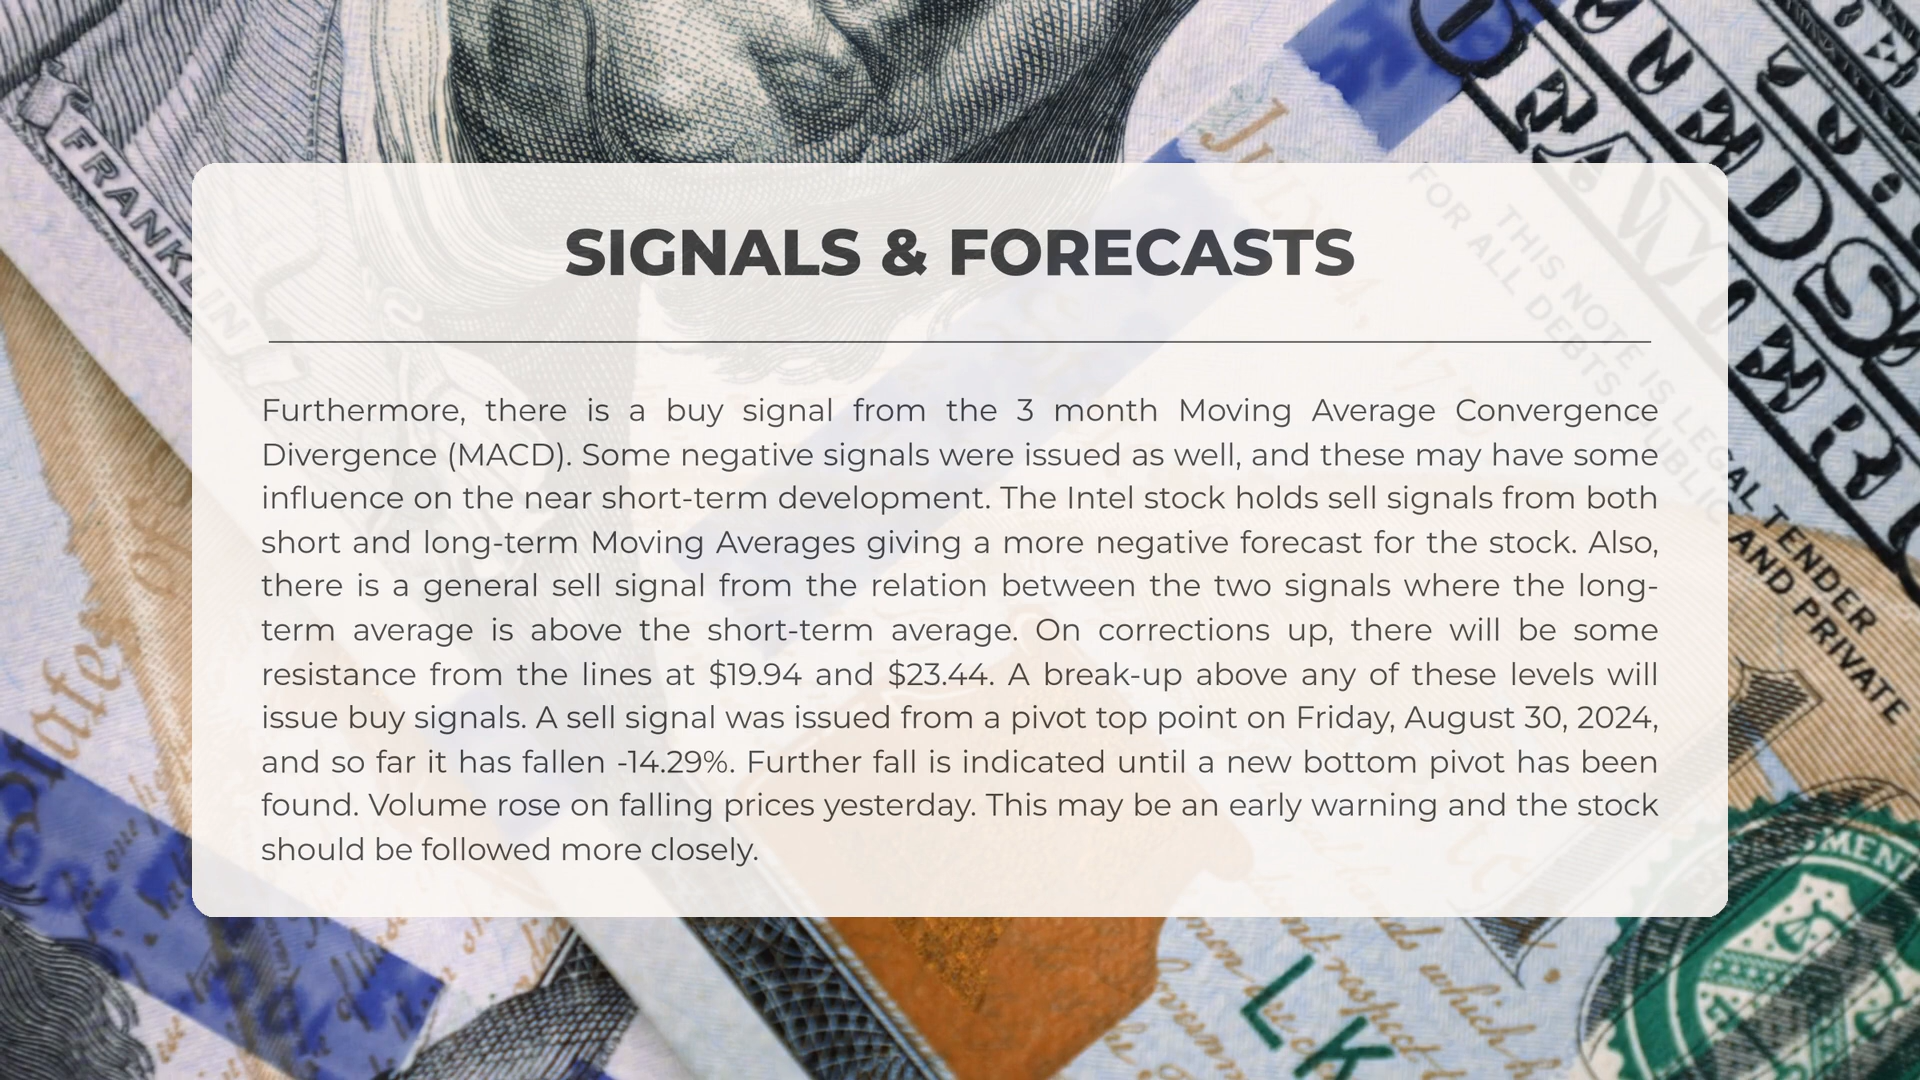 FRANKLIN
JULY 4, 1776
THIS NOTE IS LEGAL TENDER
FOR ALL DEBTS, PUBLIC AND PRIVATE
SIGNALS & FORECASTS
Furthermore, there is a buy signal from the 3 month Moving Average Convergence
Divergence (MACD). Some negative signals were issued as well, and these may have some
influence on the near short-term development. The Intel stock holds sell signals from both
short and long-term Moving Averages giving a more negative forecast for the stock. Also,
there is a general sell signal from the relation between the two signals where the long-
term average is above the short-term average. On corrections up, there will be some
resistance from the lines at $19.94 and $23.44. A break-up above any of these levels will
issue buy signals. A sell signal was issued from a pivot top point on Friday, August 30, 2024,
and so far it has fallen -14.29%. Further fall is indicated until a new bottom pivot has been
found. Volume rose on falling prices yesterday. This may be an early warning and the stock
should be followed more closely.
L K